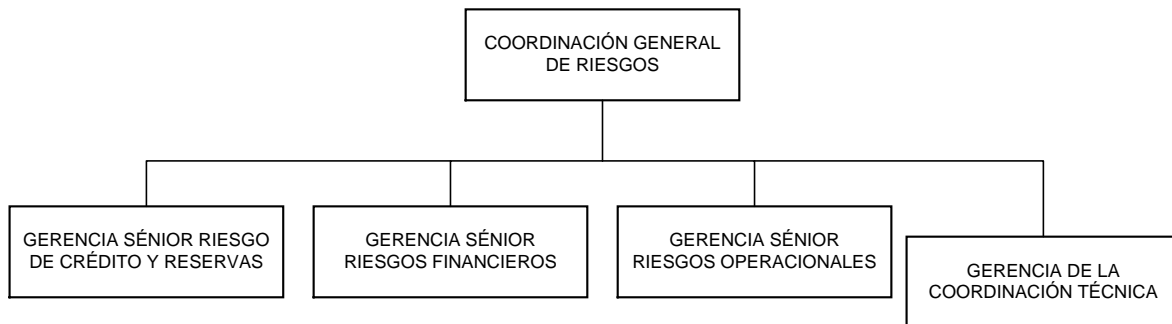 COORDINACIÓN GENERAL
DE RIESGOS
GERENCIA SÉNIOR RIESGO
DE CRÉDITO Y RESERVAS
GERENCIA SÉNIOR
RIESGOS FINANCIEROS
GERENCIA SÉNIOR
RIESGOS OPERACIONALES
GERENCIA DE LA
COORDINACIÓN TÉCNICA